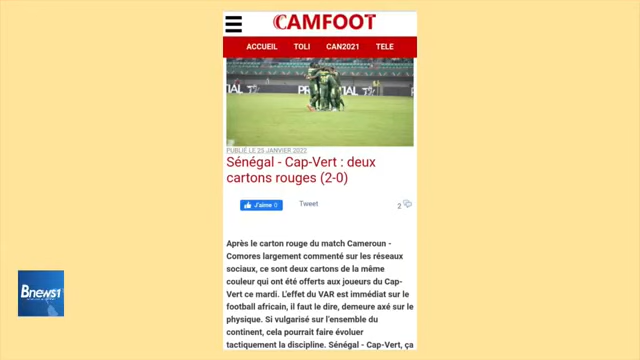 CAMFOOT
ACCUEIL TOLI CAN2021 TELE
PUBLIÉ LE 25 JANVIER 2022
Sénégal - Cap-Vert : deux
cartons rouges (2-0)
J'aime 0 Tweet 2
Après le carton rouge du match Cameroun -
Comores largement commenté sur les réseaux
sociaux, ce sont deux cartons de la même
couleur qui ont été offerts aux joueurs du Cap-
Vert ce mardi. L'effet du VAR est immédiat sur le
football africain, il faut le dire, demeure axé sur le
physique. Si vulgarisé sur l'ensemble du
continent, cela pourrait faire évoluer
tactiquement la discipline. Sénégal - Cap-Vert, ça
Bnews1